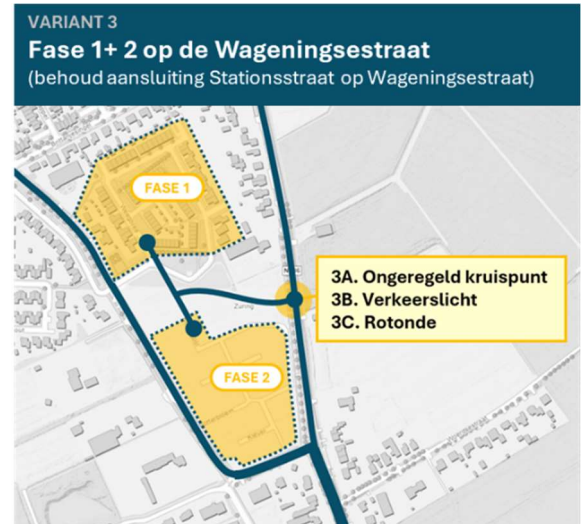 VARIANT 3
Fase 1+ 2 op de Wageningsestraat
(behoud aansluiting Stationsstraat op Wageningsestraat)
FASE 1
3A. Ongeregeld kruispunt
3B. Verkeerslicht
3C. Rotonde
FASE 2